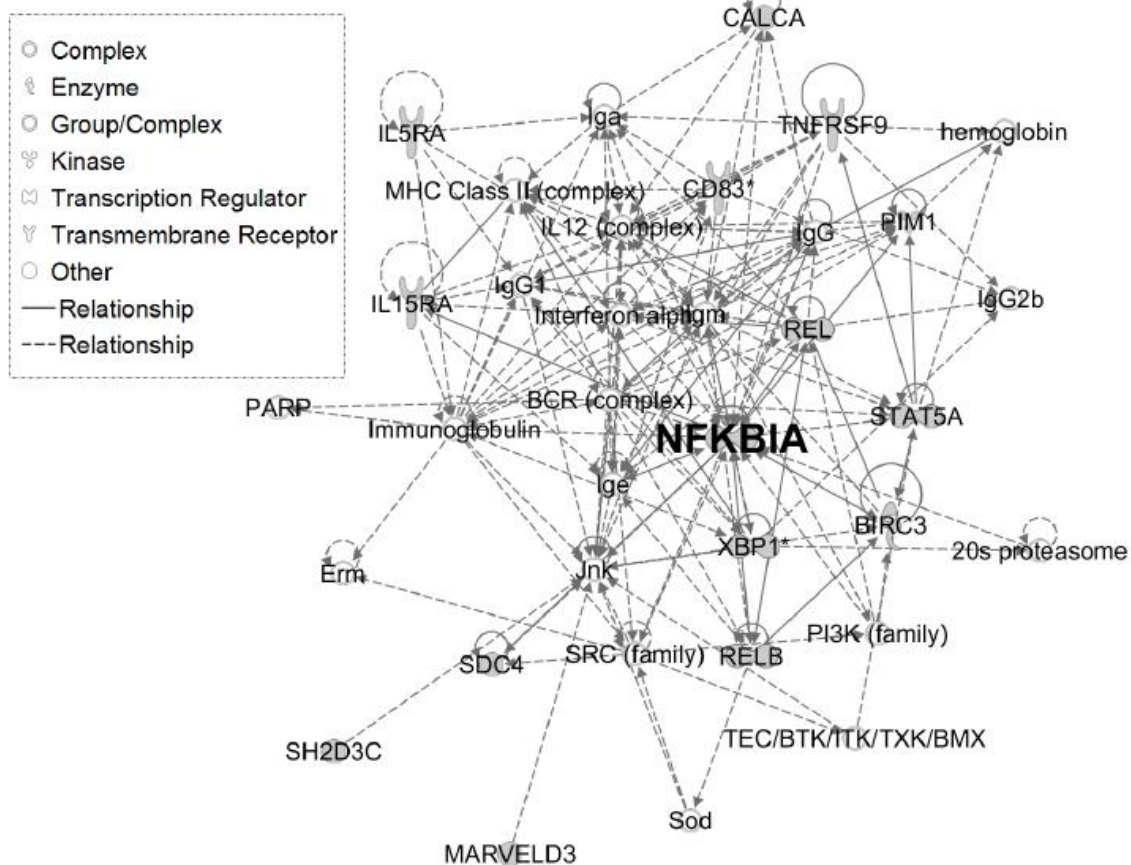 Complex
Enzyme
Group/Complex
Kinase
Transcription Regulator
Transmembrane Receptor
Other
Relationship
Relationship
CALCA
IL5RA
Iga
TNFRSF9
hemoglobin
MHC Class II (complex)
CD83*
IL12 (complex)
IgG
PIM1
IL15RA
IgG1
Interferon alpha
Igm
REL
IgG2b
PARP
Immunoglobulin
BCR (complex)
NFKBIA
STAT5A
Ige
BIRC3
XBP1*
20s proteasome
Erm
Jnk
SDC4
SRC (family)
RELB
PI3K (family)
SH2D3C
TEC/BTK/ITK/TXK/BMX
Sod
MARVELD3